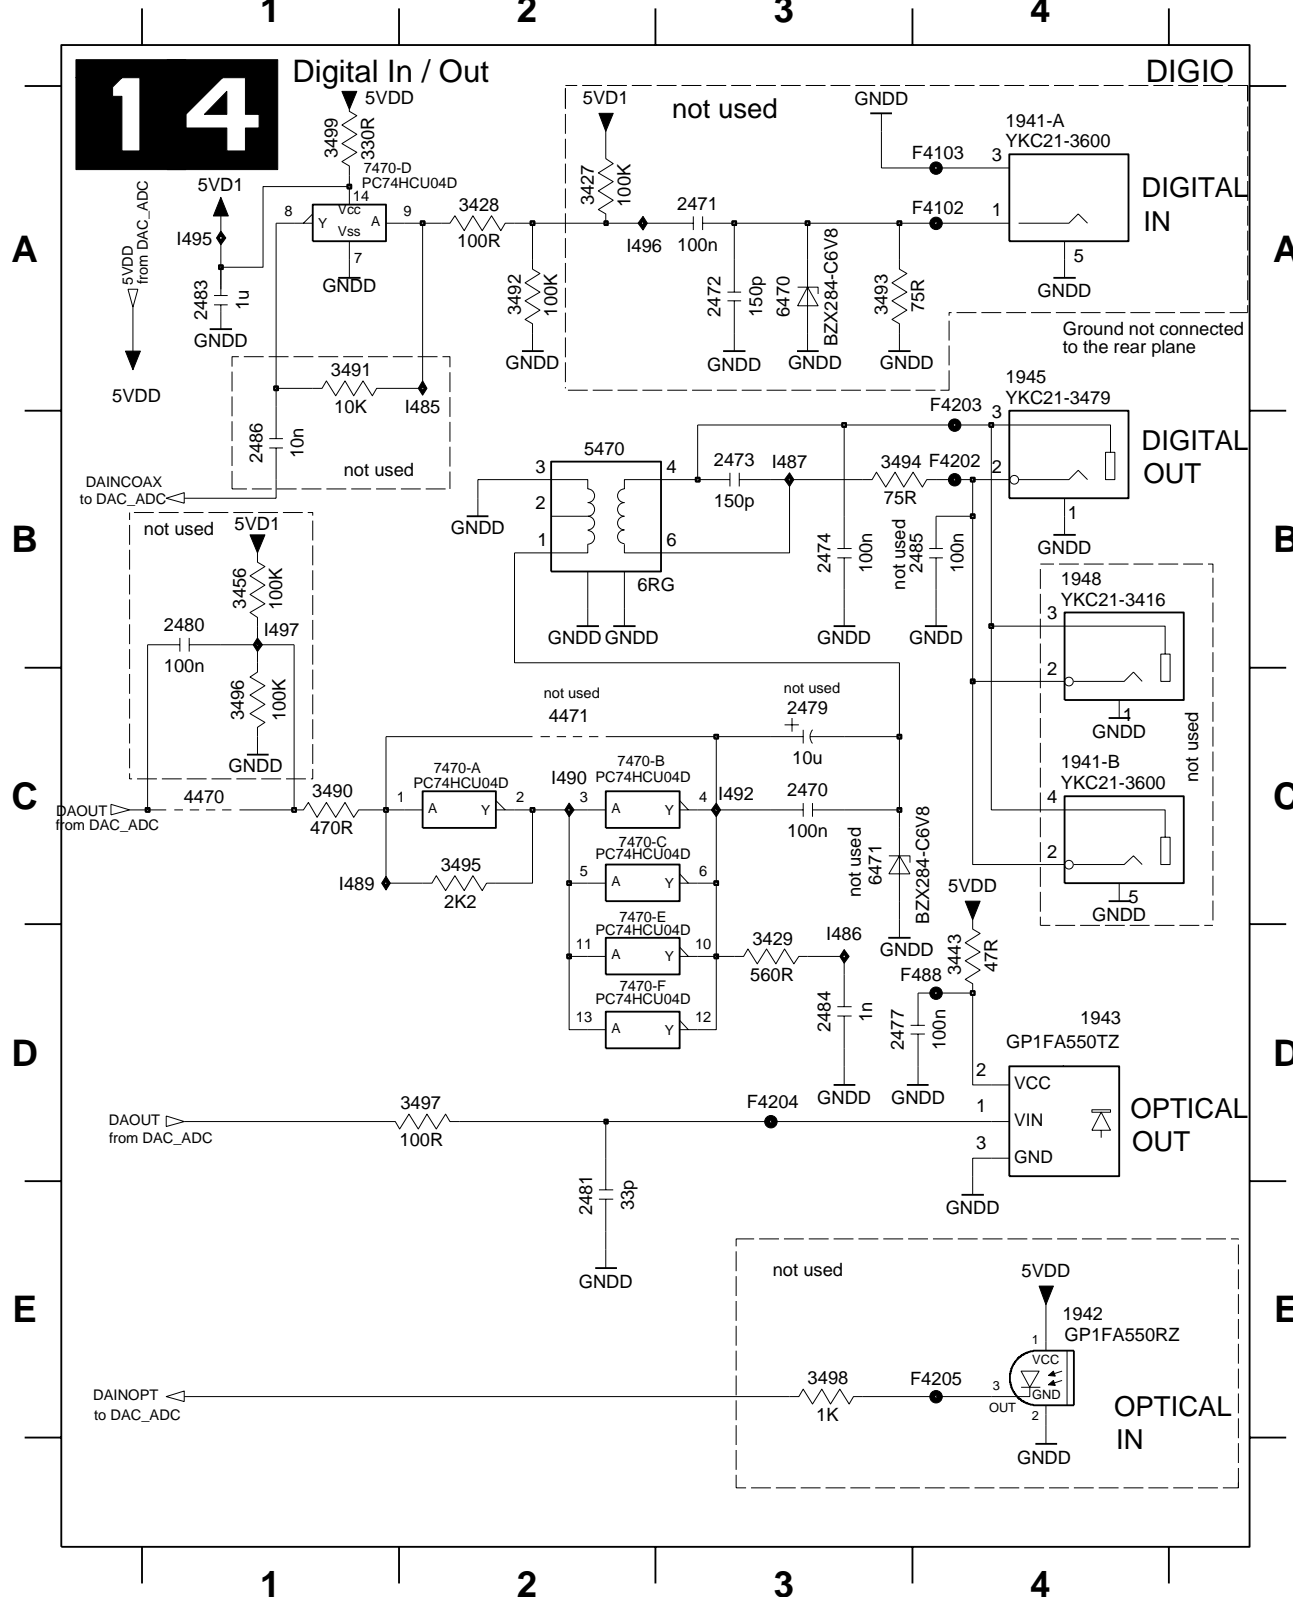 1 2 3 4
14 Digital In / Out DIGIO
5VDD
3499
330R
7470-D
PC74HCU04D
14
Vcc
8 Y A 9
Vss
7
GNDD
5VD1
I495
2483
1u
GNDD
5VDD
from DAC_ADC
5VDD
3428
100R
3492
100K
GNDD
not used
5VD1
3427
100K
I496
2471
100n
2472
150p
GNDD
6470
BZX284-C6V8
GNDD
3493
75R
GNDD
GNDD
F4103
F4102
1941-A
YKC21-3600
3
1
5
GNDD
DIGITAL
IN
Ground not connected
to the rear plane
A A
3491
10K
I485
2486
10n
not used
DAINCOAX
to DAC_ADC
5470
3
2
1
4
6
6RG
GNDD
GNDD GNDD
2473
150p
I487
3494
75R
F4203
F4202
1945
YKC21-3479
3
2
1
GNDD
DIGITAL
OUT
2474
100n
GNDD
not used
2485
100n
GNDD
B B
not used
5VD1
3456
100K
2480
100n
I497
3496
100K
GNDD
1948
YKC21-3416
3
2
1
GNDD
not used
1941-B
YKC21-3600
4
2
5
GNDD
C C
DAOUT
from DAC_ADC
4470
3490
470R
I489
7470-A
PC74HCU04D
1 A Y 2
3495
2K2
not used
4471
I490
7470-B
PC74HCU04D
3 A Y 4
I492
7470-C
PC74HCU04D
5 A Y 6
7470-E
PC74HCU04D
11 A Y 10
7470-F
PC74HCU04D
13 A Y 12
not used
2479
+
10u
2470
100n
not used
6471
BZX284-C6V8
GNDD
3429
560R
I486
2484
1n
GNDD
5VDD
3443
47R
F488
2477
100n
GNDD
1943
GP1FA550TZ
2 VCC
1 VIN
3 GND
GNDD
OPTICAL
OUT
D D
DAOUT
from DAC_ADC
3497
100R
F4204
2481
33p
GNDD
E E
not used
5VDD
1942
GP1FA550RZ
1
VCC
3
OUT
GND
2
GNDD
OPTICAL
IN
DAINOPT
to DAC_ADC
3498
1K
F4205
1 2 3 4